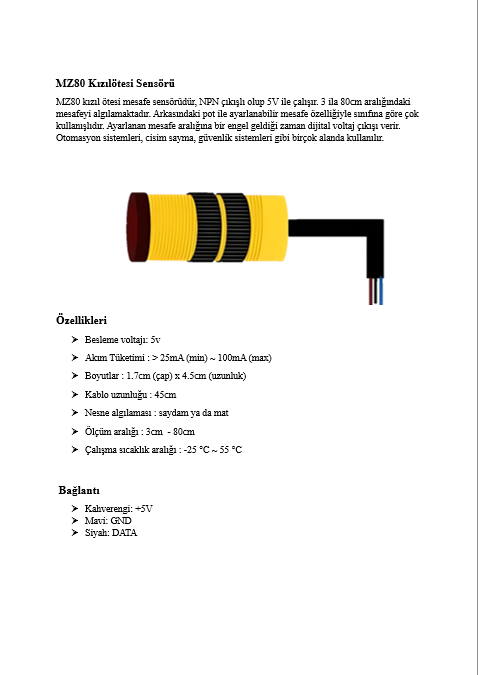 MZ80 Kızılötesi Sensörü
MZ80 kızıl ötesi mesafe sensörüdür, NPN çıkışlı olup 5V ile çalışır. 3 ila 80cm aralığındaki
mesafeyi algılamaktadır. Arkasındaki pot ile ayarlanabilir mesafe özelliğiyle sınıfına göre çok
kullanışlıdır. Ayarlanan mesafe aralığına bir engel geldiği zaman dijital voltaj çıkışı verir.
Otomasyon sistemleri, cisim sayma, güvenlik sistemleri gibi birçok alanda kullanılır.
Özellikleri
➤ Besleme voltajı: 5v
➤ Akım Tüketimi : > 25mA (min) ~ 100mA (max)
➤ Boyutlar : 1.7cm (çap) x 4.5cm (uzunluk)
➤ Kablo uzunluğu : 45cm
➤ Nesne algılaması : saydam ya da mat
➤ Ölçüm aralığı : 3cm - 80cm
➤ Çalışma sıcaklık aralığı : -25 °C ~ 55 °C
Bağlantı
➤ Kahverengi: +5V
➤ Mavi: GND
➤ Siyah: DATA